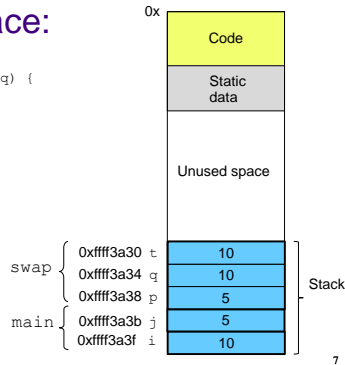 ace:
0x
q) {
Code
Static
data
Unused space
swap
main
0xffff3a30 t 10
0xffff3a34 q 10
0xffff3a38 p 5
0xffff3a3b j 5
0xffff3a3f i 10
Stack
7